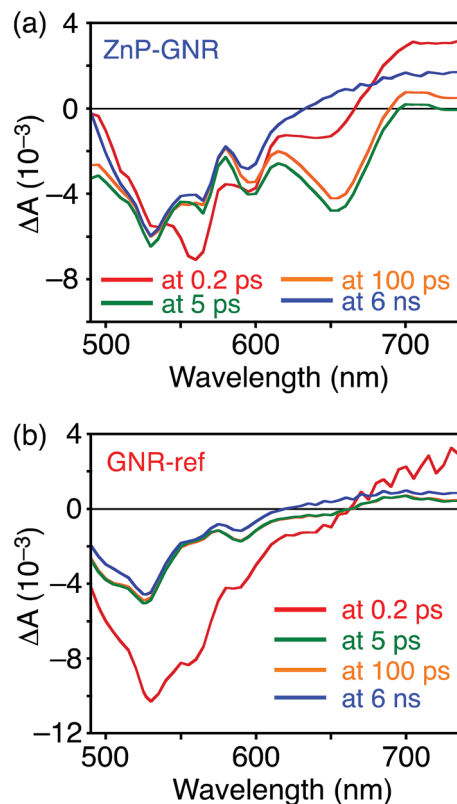 (a)
ZnP-GNR
4
0
−4
−8
ΔA (10⁻³)
at 0.2 ps
at 100 ps
at 5 ps
at 6 ns
500
600
700
Wavelength (nm)
(b)
GNR-ref
4
0
−4
−8
−12
ΔA (10⁻³)
at 0.2 ps
at 5 ps
at 100 ps
at 6 ns
500
600
700
Wavelength (nm)